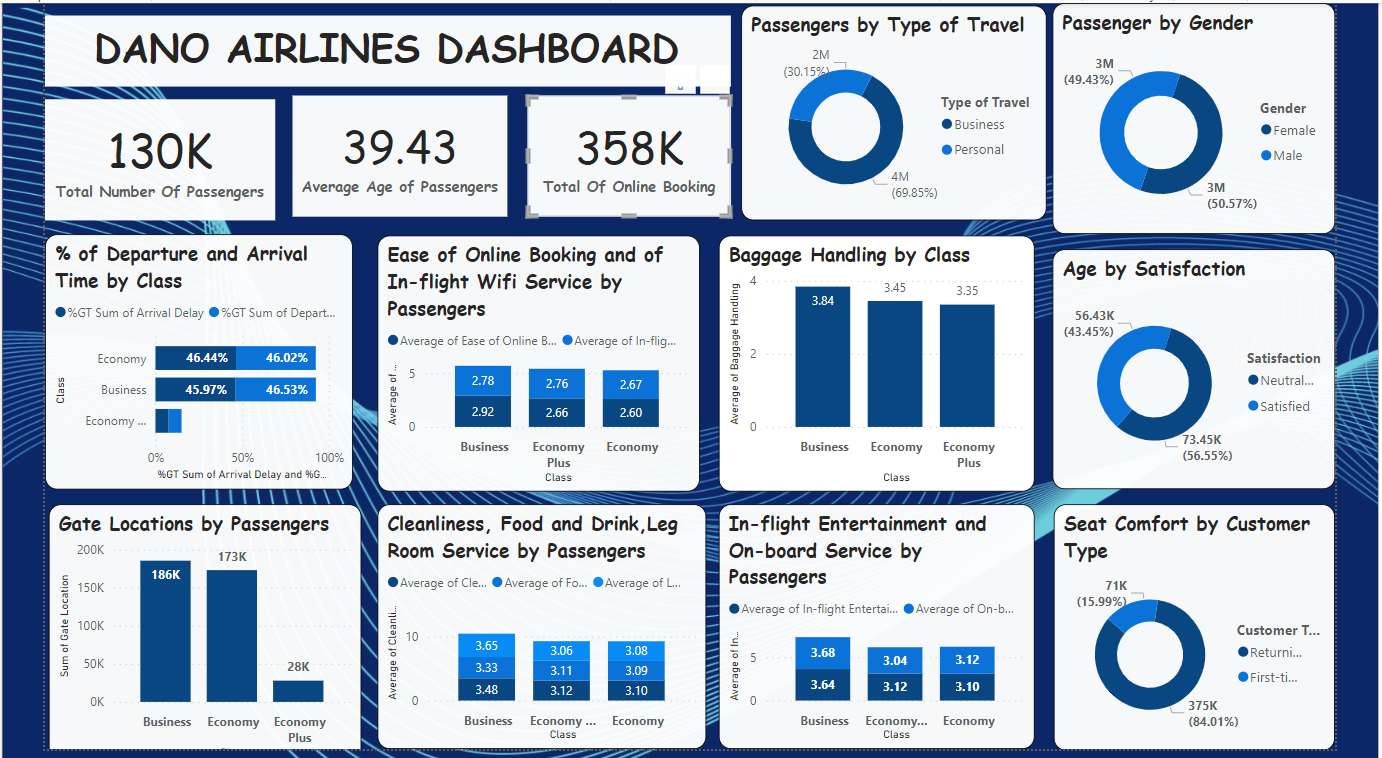 DANO AIRLINES DASHBOARD
130K
Total Number Of Passengers
39.43
Average Age of Passengers
358K
Total Of Online Booking
Passengers by Type of Travel
2M
(30.15%)
4M
(69.85%)
Type of Travel
Business
Personal
Passenger by Gender
3M
(49.43%)
3M
(50.57%)
Gender
Female
Male
% of Departure and Arrival
Time by Class
%GT Sum of Arrival Delay %GT Sum of Depart...
Class
Economy 46.44% 46.02%
Business 45.97% 46.53%
Economy ...
0% 50% 100%
%GT Sum of Arrival Delay and %G...
Ease of Online Booking and of
In-flight Wifi Service by
Passengers
Average of Ease of Online B... Average of In-flig...
Average of ...
5
0
2.78 2.76 2.67
2.92 2.66 2.60
Business Economy Plus Economy
Class
Baggage Handling by Class
Average of Baggage Handling
4
2
0
3.84 3.45 3.35
Business Economy Economy Plus
Class
Age by Satisfaction
56.43K
(43.45%)
73.45K
(56.55%)
Satisfaction
Neutral...
Satisfied
Gate Locations by Passengers
Sum of Gate Location
200K
150K
100K
50K
0K
186K 173K 28K
Business Economy Economy Plus
Cleanliness, Food and Drink,Leg
Room Service by Passengers
Average of Cle... Average of Fo... Average of L...
Average of Cleanli...
10
0
3.65 3.06 3.08
3.33 3.11 3.09
3.48 3.12 3.10
Business Economy ... Economy
Class
In-flight Entertainment and
On-board Service by
Passengers
Average of In-flight Entertai... Average of On-b...
Average of In...
5
0
3.68 3.04 3.12
3.64 3.12 3.10
Business Economy... Economy
Class
Seat Comfort by Customer
Type
71K
(15.99%)
375K
(84.01%)
Customer T...
Returni...
First-ti...